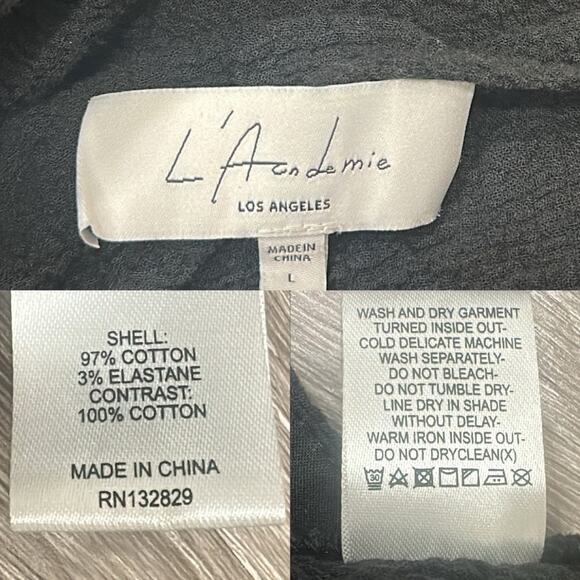 L'Academie
LOS ANGELES
MADE IN
CHINA
L
SHELL:
97% COTTON
3% ELASTANE
CONTRAST:
100% COTTON
MADE IN CHINA
RN132829
WASH AND DRY GARMENT
TURNED INSIDE OUT-
COLD DELICATE MACHINE
WASH SEPARATELY-
DO NOT BLEACH-
DO NOT TUMBLE DRY-
LINE DRY IN SHADE
WITHOUT DELAY-
WARM IRON INSIDE OUT-
DO NOT DRYCLEAN(X)
30